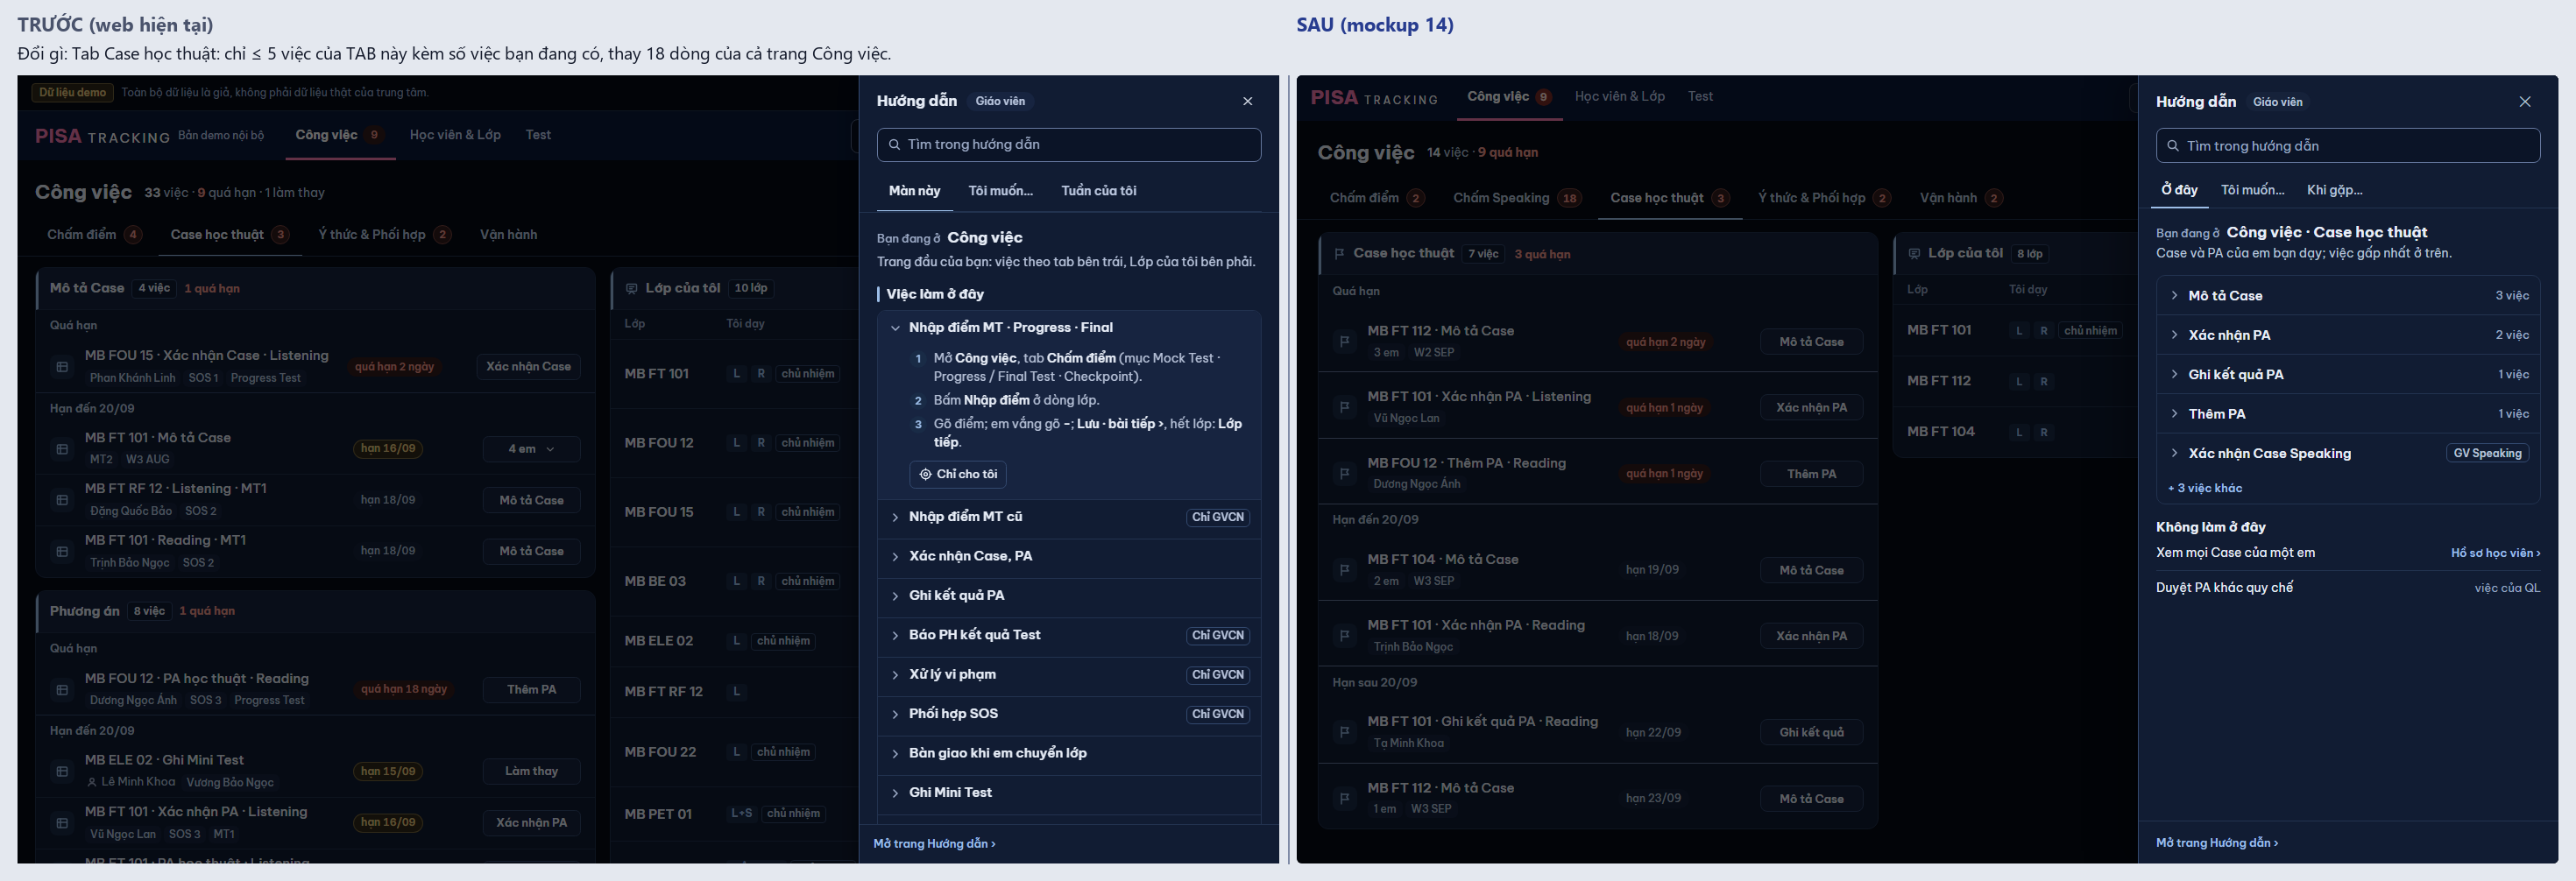 TRƯỚC (web hiện tại)
Đổi gì: Tab Case học thuật: chỉ ≤ 5 việc của TAB này kèm số việc bạn đang có, thay 18 dòng của cả trang Công việc.
Dữ liệu demo Toàn bộ dữ liệu là giả, không phải dữ liệu thật của trung tâm.
PISA TRACKING Bản demo nội bộ Công việc 9 Học viên & Lớp Test
Công việc 33 việc · 9 quá hạn · 1 làm thay
Chấm điểm 4 Case học thuật 3 Ý thức & Phối hợp 2 Vận hành
Mô tả Case 4 việc 1 quá hạn
Quá hạn
MB FOU 15 · Xác nhận Case · Listening
Phan Khánh Linh SOS 1 Progress Test
quá hạn 2 ngày
Xác nhận Case
Hạn đến 20/09
MB FT 101 · Mô tả Case
MT2 W3 AUG
hạn 16/09
4 em
MB FT RF 12 · Listening · MT1
Đặng Quốc Bảo SOS 2
hạn 18/09
Mô tả Case
MB FT 101 · Reading · MT1
Trịnh Bảo Ngọc SOS 2
hạn 18/09
Mô tả Case
Phương án 8 việc 1 quá hạn
Quá hạn
MB FOU 12 · PA học thuật · Reading
Dương Ngọc Ánh SOS 3 Progress Test
quá hạn 18 ngày
Thêm PA
Hạn đến 20/09
MB ELE 02 · Ghi Mini Test
Lê Minh Khoa Vương Bảo Ngọc
hạn 15/09
Làm thay
MB FT 101 · Xác nhận PA · Listening
Vũ Ngọc Lan SOS 3 MT1
hạn 16/09
Xác nhận PA
MB FT 101 · PA học thuật · Listening
Lớp của tôi 10 lớp
Lớp Tôi dạy
MB FT 101 L R chủ nhiệm
MB FOU 12 L R chủ nhiệm
MB FOU 15 L R chủ nhiệm
MB BE 03 L R chủ nhiệm
MB ELE 02 L chủ nhiệm
MB FT RF 12 L
MB FOU 22 L chủ nhiệm
MB PET 01 L+S chủ nhiệm
Hướng dẫn Giáo viên
Tìm trong hướng dẫn
Màn này Tôi muốn... Tuần của tôi
Bạn đang ở Công việc
Trang đầu của bạn: việc theo tab bên trái, Lớp của tôi bên phải.
Việc làm ở đây
Nhập điểm MT · Progress · Final
1 Mở Công việc, tab Chấm điểm (mục Mock Test ·
Progress / Final Test · Checkpoint).
2 Bấm Nhập điểm ở dòng lớp.
3 Gõ điểm; em vắng gõ -; Lưu · bài tiếp ›, hết lớp: Lớp
tiếp.
Chỉ cho tôi
Nhập điểm MT cũ Chỉ GVCN
Xác nhận Case, PA
Ghi kết quả PA
Báo PH kết quả Test Chỉ GVCN
Xử lý vi phạm Chỉ GVCN
Phối hợp SOS Chỉ GVCN
Bàn giao khi em chuyển lớp
Ghi Mini Test
Mở trang Hướng dẫn ›
SAU (mockup 14)
PISA TRACKING Công việc 9 Học viên & Lớp Test
Công việc 14 việc · 9 quá hạn
Chấm điểm 2 Chấm Speaking 18 Case học thuật 3 Ý thức & Phối hợp 2 Vận hành 2
Case học thuật 7 việc 3 quá hạn
Quá hạn
MB FT 112 · Mô tả Case
3 em W2 SEP
quá hạn 2 ngày
Mô tả Case
MB FT 101 · Xác nhận PA · Listening
Vũ Ngọc Lan
quá hạn 1 ngày
Xác nhận PA
MB FOU 12 · Thêm PA · Reading
Dương Ngọc Ánh
quá hạn 1 ngày
Thêm PA
Hạn đến 20/09
MB FT 104 · Mô tả Case
2 em W3 SEP
hạn 19/09
Mô tả Case
MB FT 101 · Xác nhận PA · Reading
Trịnh Bảo Ngọc
hạn 18/09
Xác nhận PA
Hạn sau 20/09
MB FT 101 · Ghi kết quả PA · Reading
Tạ Minh Khoa
hạn 22/09
Ghi kết quả
MB FT 112 · Mô tả Case
1 em W3 SEP
hạn 23/09
Mô tả Case
Lớp của tôi 8 lớp
Lớp Tôi dạy
MB FT 101 L R chủ nhiệm
MB FT 112 L R
MB FT 104 L R
Hướng dẫn Giáo viên
Tìm trong hướng dẫn
Ở đây Tôi muốn... Khi gặp...
Bạn đang ở Công việc · Case học thuật
Case và PA của em bạn dạy; việc gấp nhất ở trên.
Mô tả Case 3 việc
Xác nhận PA 2 việc
Ghi kết quả PA 1 việc
Thêm PA 1 việc
Xác nhận Case Speaking GV Speaking
+ 3 việc khác
Không làm ở đây
Xem mọi Case của một em Hồ sơ học viên ›
Duyệt PA khác quy chế việc của QL
Mở trang Hướng dẫn ›